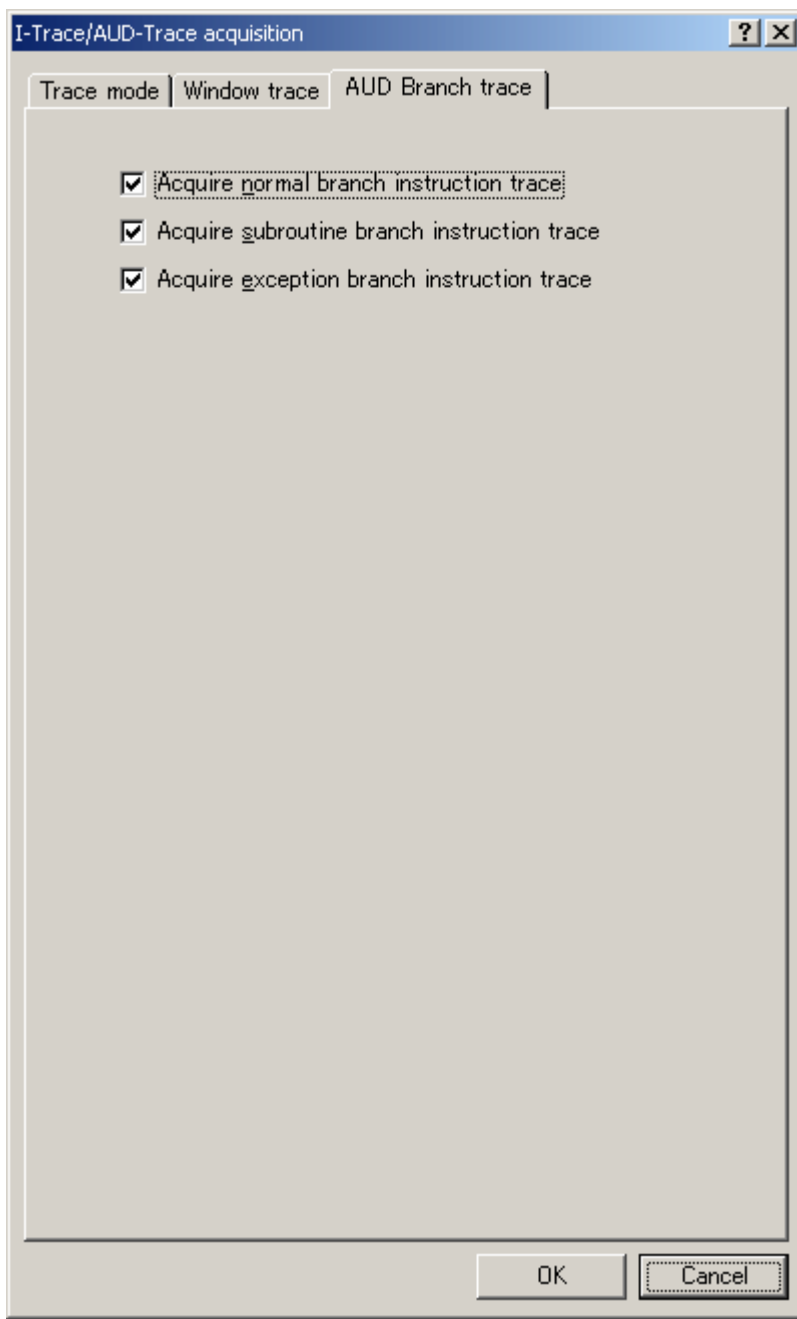 I-Trace/AUD-Trace acquisition
Trace mode Window trace AUD Branch trace
Acquire normal branch instruction trace
Acquire subroutine branch instruction trace
Acquire exception branch instruction trace
OK Cancel